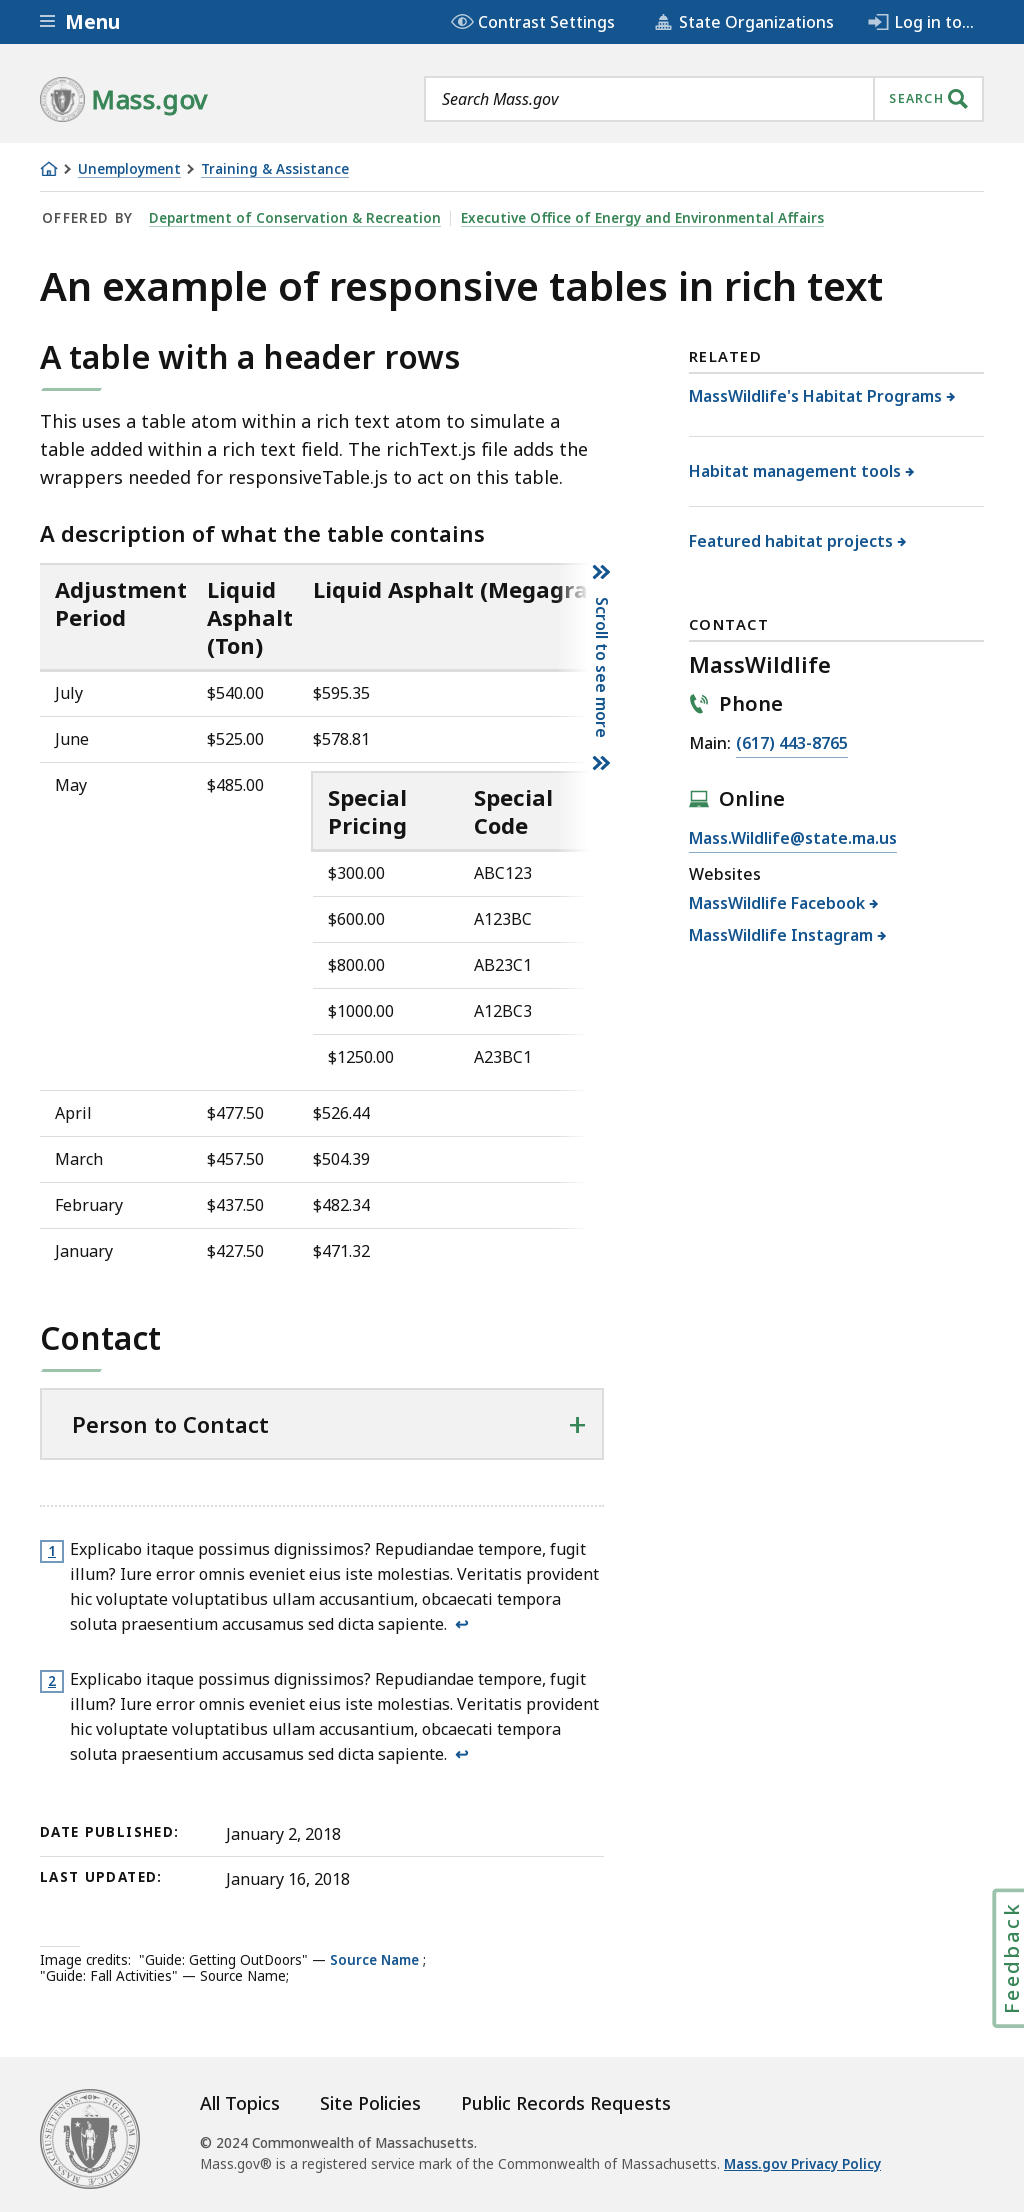 Menu
Contrast Settings
State Organizations
Log in to...
Mass.gov
Search Mass.gov
SEARCH
Unemployment
Training & Assistance
OFFERED BY
Department of Conservation & Recreation
Executive Office of Energy and Environmental Affairs
An example of responsive tables in rich text
A table with a header rows
This uses a table atom within a rich text atom to simulate a
table added within a rich text field. The richText.js file adds the
wrappers needed for responsiveTable.js to act on this table.
A description of what the table contains
Adjustment Period
Liquid Asphalt (Ton)
Liquid Asphalt (Megagra
July $540.00 $595.35
June $525.00 $578.81
May $485.00
Special Pricing
Special Code
$300.00 ABC123
$600.00 A123BC
$800.00 AB23C1
$1000.00 A12BC3
$1250.00 A23BC1
April $477.50 $526.44
March $457.50 $504.39
February $437.50 $482.34
January $427.50 $471.32
Scroll to see more
Contact
Person to Contact
1 Explicabo itaque possimus dignissimos? Repudiandae tempore, fugit
illum? Iure error omnis eveniet eius iste molestias. Veritatis provident
hic voluptate voluptatibus ullam accusantium, obcaecati tempora
soluta praesentium accusamus sed dicta sapiente. ↩
2 Explicabo itaque possimus dignissimos? Repudiandae tempore, fugit
illum? Iure error omnis eveniet eius iste molestias. Veritatis provident
hic voluptate voluptatibus ullam accusantium, obcaecati tempora
soluta praesentium accusamus sed dicta sapiente. ↩
DATE PUBLISHED: January 2, 2018
LAST UPDATED: January 16, 2018
Image credits: "Guide: Getting OutDoors" — Source Name ;
"Guide: Fall Activities" — Source Name;
RELATED
MassWildlife's Habitat Programs
Habitat management tools
Featured habitat projects
CONTACT
MassWildlife
Phone
Main: (617) 443-8765
Online
Mass.Wildlife@state.ma.us
Websites
MassWildlife Facebook
MassWildlife Instagram
Feedback
All Topics
Site Policies
Public Records Requests
© 2024 Commonwealth of Massachusetts.
Mass.gov® is a registered service mark of the Commonwealth of Massachusetts. Mass.gov Privacy Policy